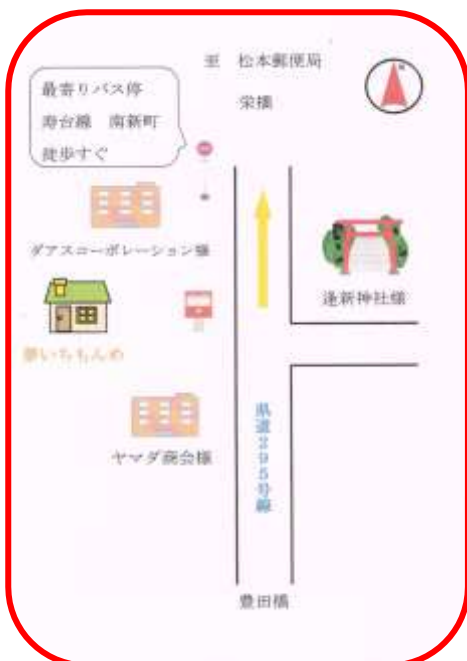 至 松本郵便局
栄橋
最寄りバス停
寿台線 南新町
徒歩すぐ
N
ダアスコーポレーション様
逢新神社様
夢いちもんめ
ヤマダ商会様
県道295号線
豊田橋